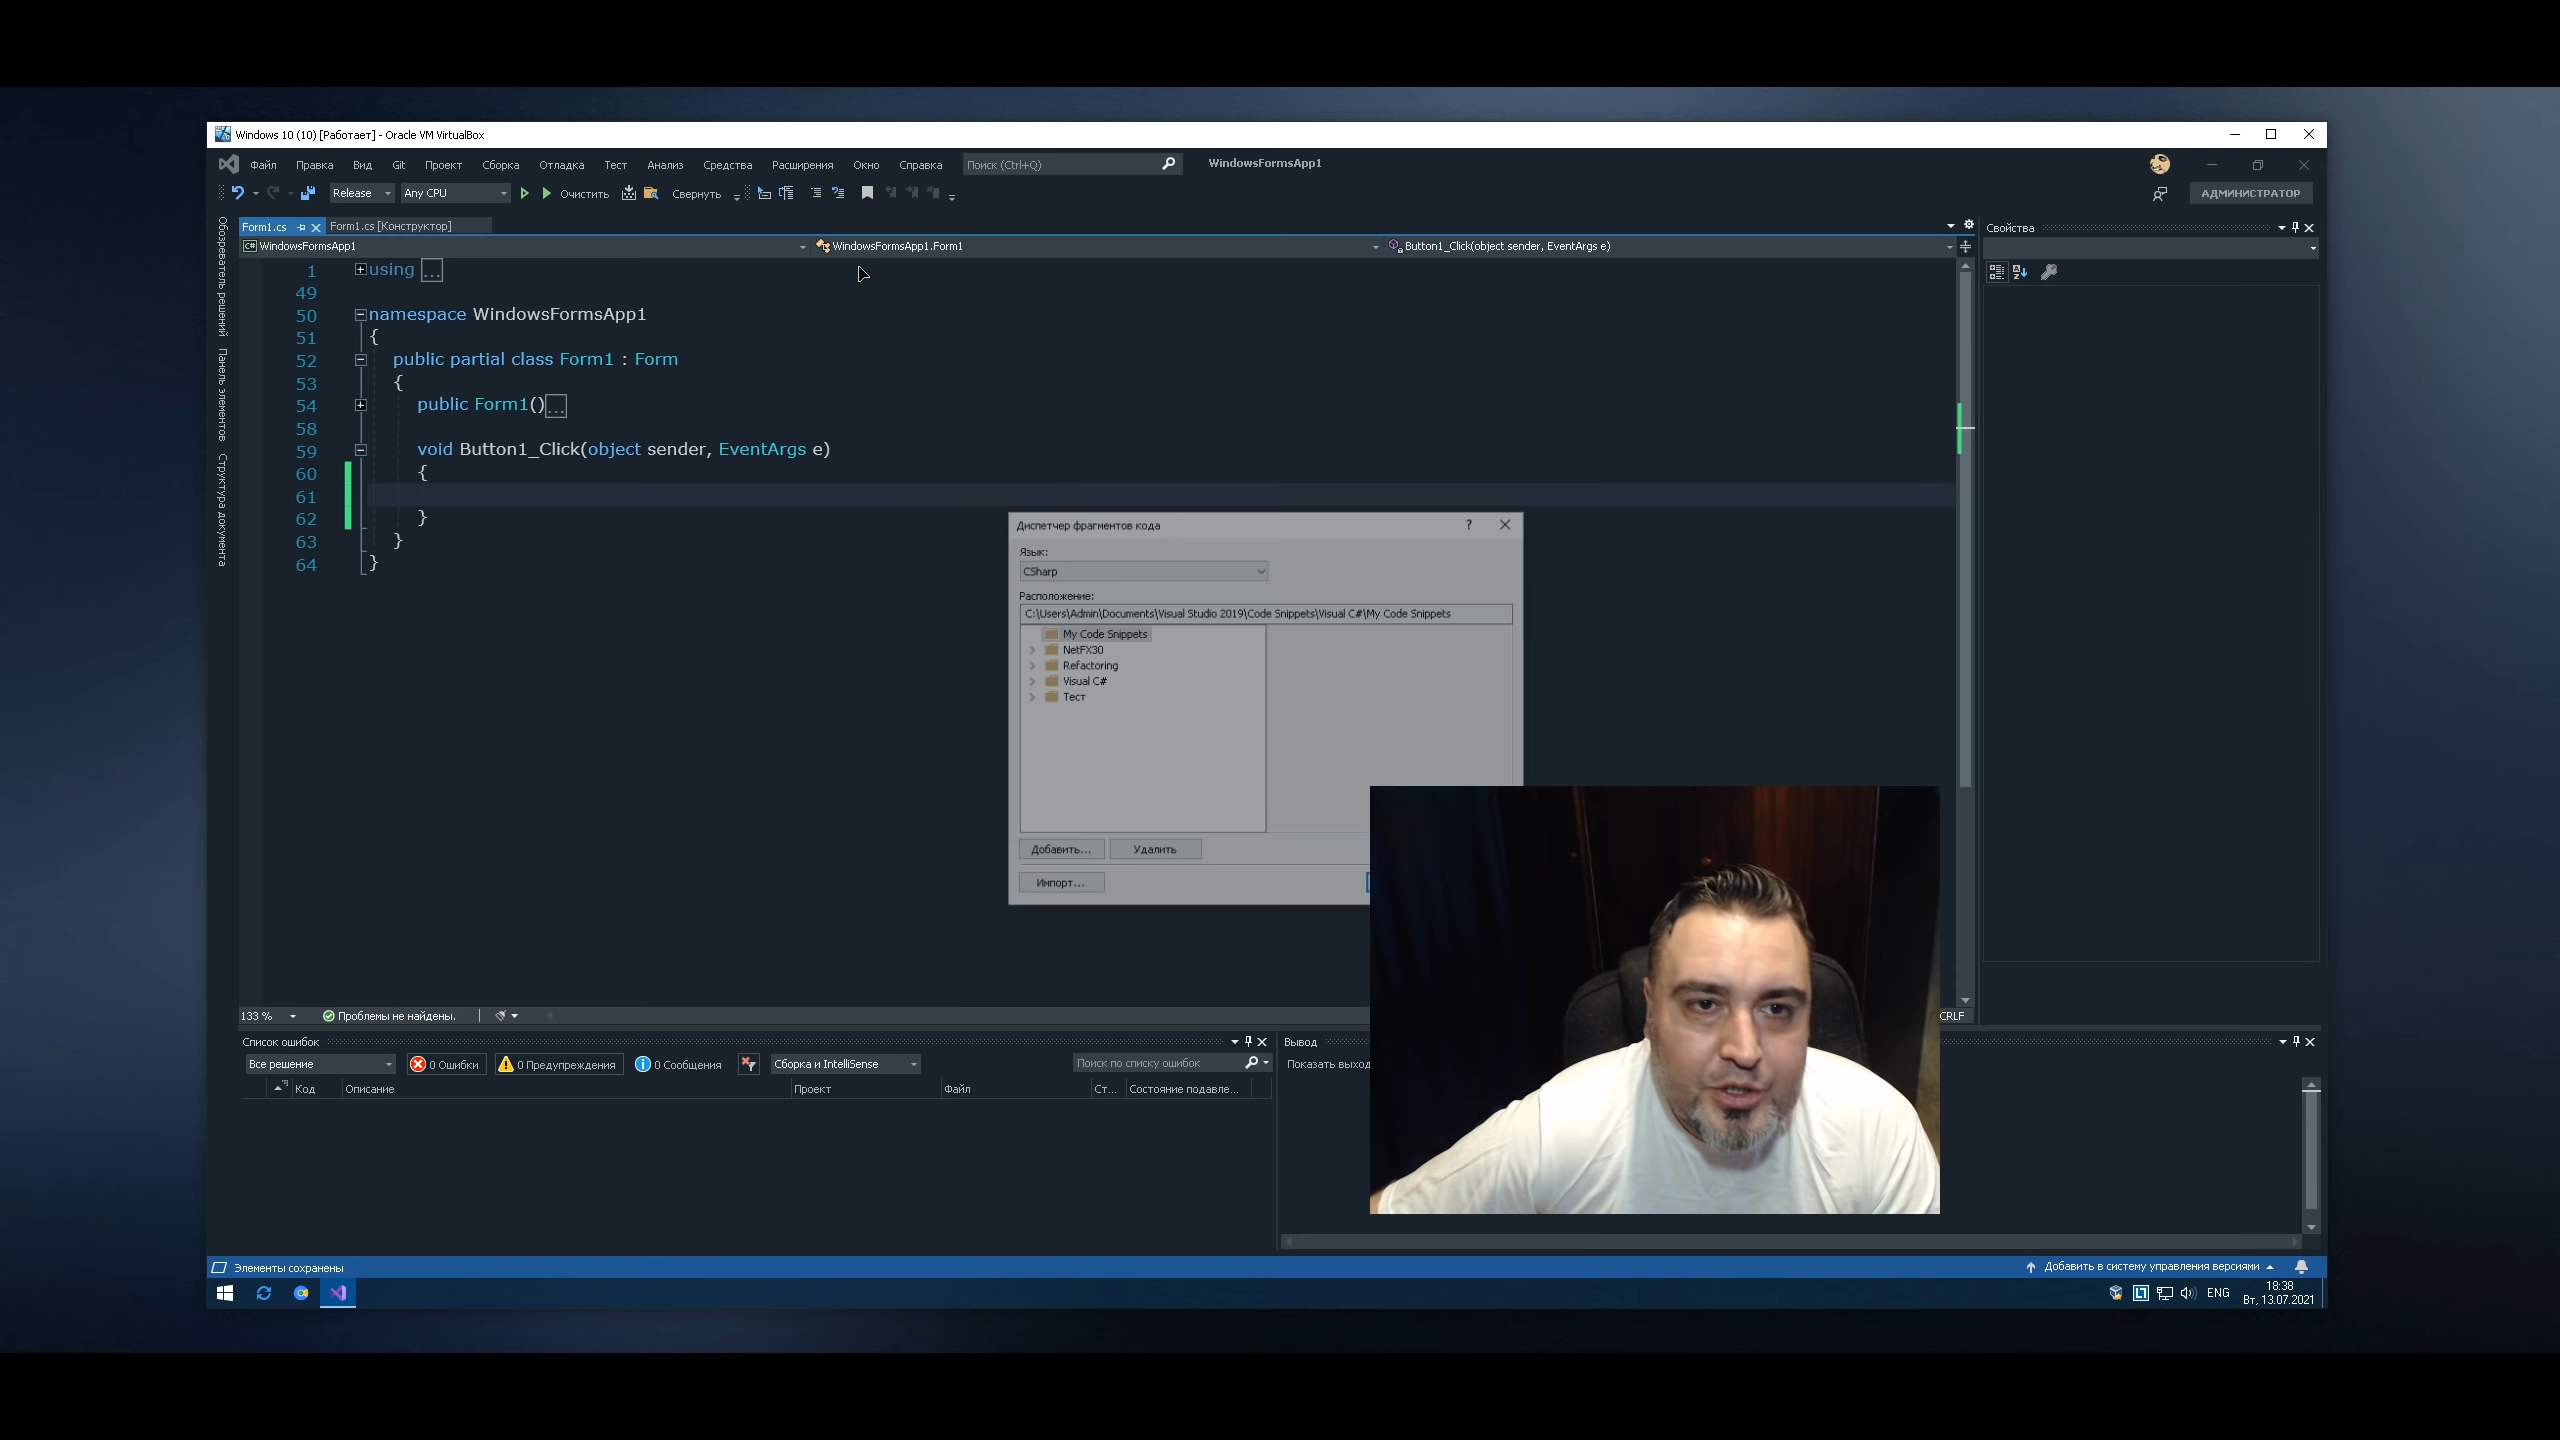 Windows 10 (10) [Работает] - Oracle VM VirtualBox
Файл Правка Вид Git Проект Сборка Отладка Тест Анализ Средства Расширения Окно Справка Поиск (Ctrl+Q) WindowsFormsApp1
Release Any CPU Очистить Свернуть АДМИНИСТРАТОР
Обозреватель решений
Панель элементов
Структура документа
Form1.cs Form1.cs [Конструктор]
WindowsFormsApp1 WindowsFormsApp1.Form1 Button1_Click(object sender, EventArgs e)
1 using ...
49
50 namespace WindowsFormsApp1
51 {
52 public partial class Form1 : Form
53 {
54 public Form1()...
58
59 void Button1_Click(object sender, EventArgs e)
60 {
61
62 }
63 }
64 }
Свойства
Диспетчер фрагментов кода ?
Язык:
CSharp
Расположение:
C:\Users\Admin\Documents\Visual Studio 2019\Code Snippets\Visual C#\My Code Snippets
My Code Snippets
NetFX30
Refactoring
Visual C#
Тест
Добавить... Удалить
Импорт...
133 % Проблемы не найдены. CRLF
Список ошибок
Все решение 0 Ошибки 0 Предупреждения 0 Сообщения Сборка и IntelliSense Поиск по списку ошибок
Код Описание Проект Файл Ст... Состояние подавле...
Вывод
Показать выход
Элементы сохранены Добавить в систему управления версиями
ENG 18:38
Вт, 13.07.2021